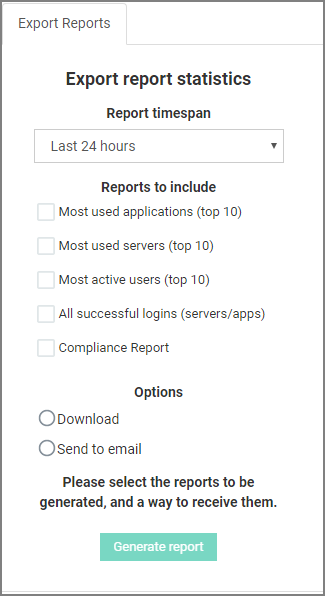 Export Reports
Export report statistics
Report timespan
Last 24 hours
Reports to include
Most used applications (top 10)
Most used servers (top 10)
Most active users (top 10)
All successful logins (servers/apps)
Compliance Report
Options
Download
Send to email
Please select the reports to be
generated, and a way to receive them.
Generate report